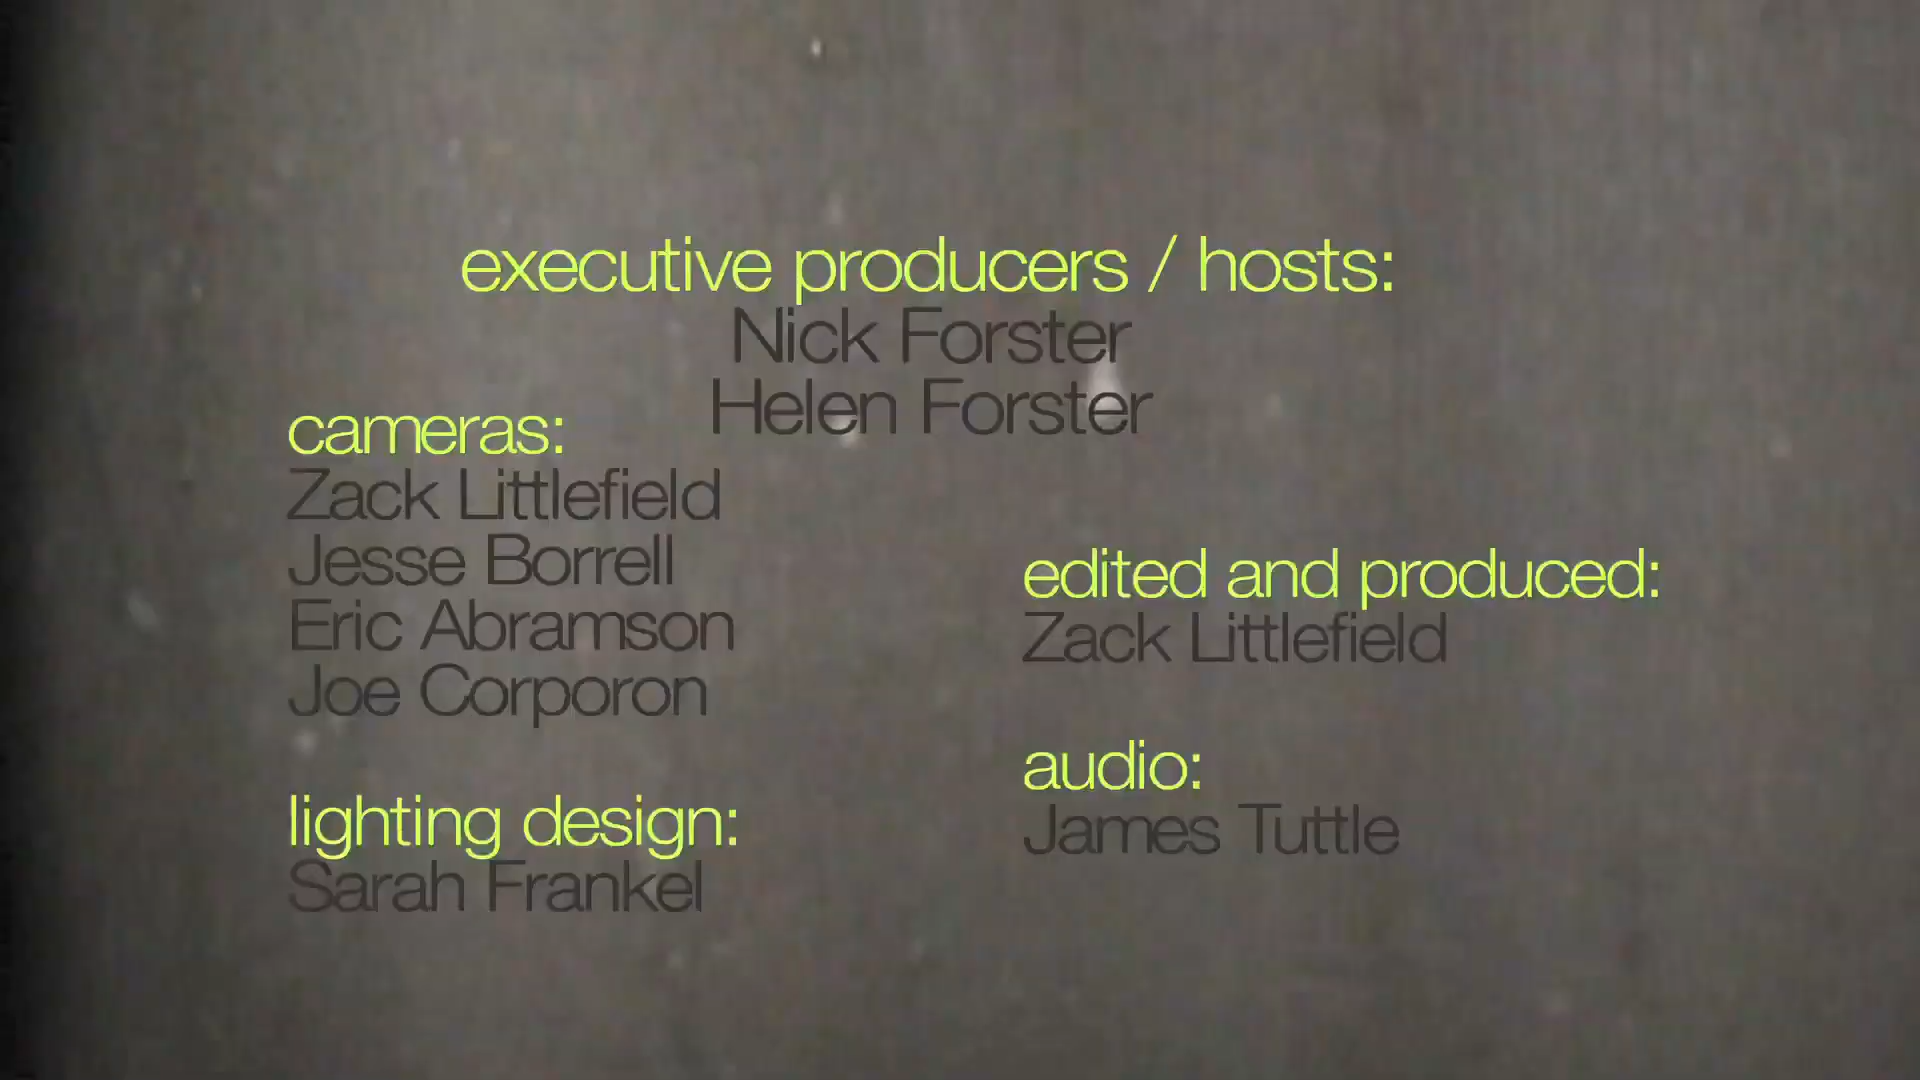 executive producers / hosts:
Nick Forster
Helen Forster
cameras:
Zack Littlefield
Jesse Borrell
Eric Abramson
Joe Corporon
lighting design:
Sarah Frankel
edited and produced:
Zack Littlefield
audio:
James Tuttle